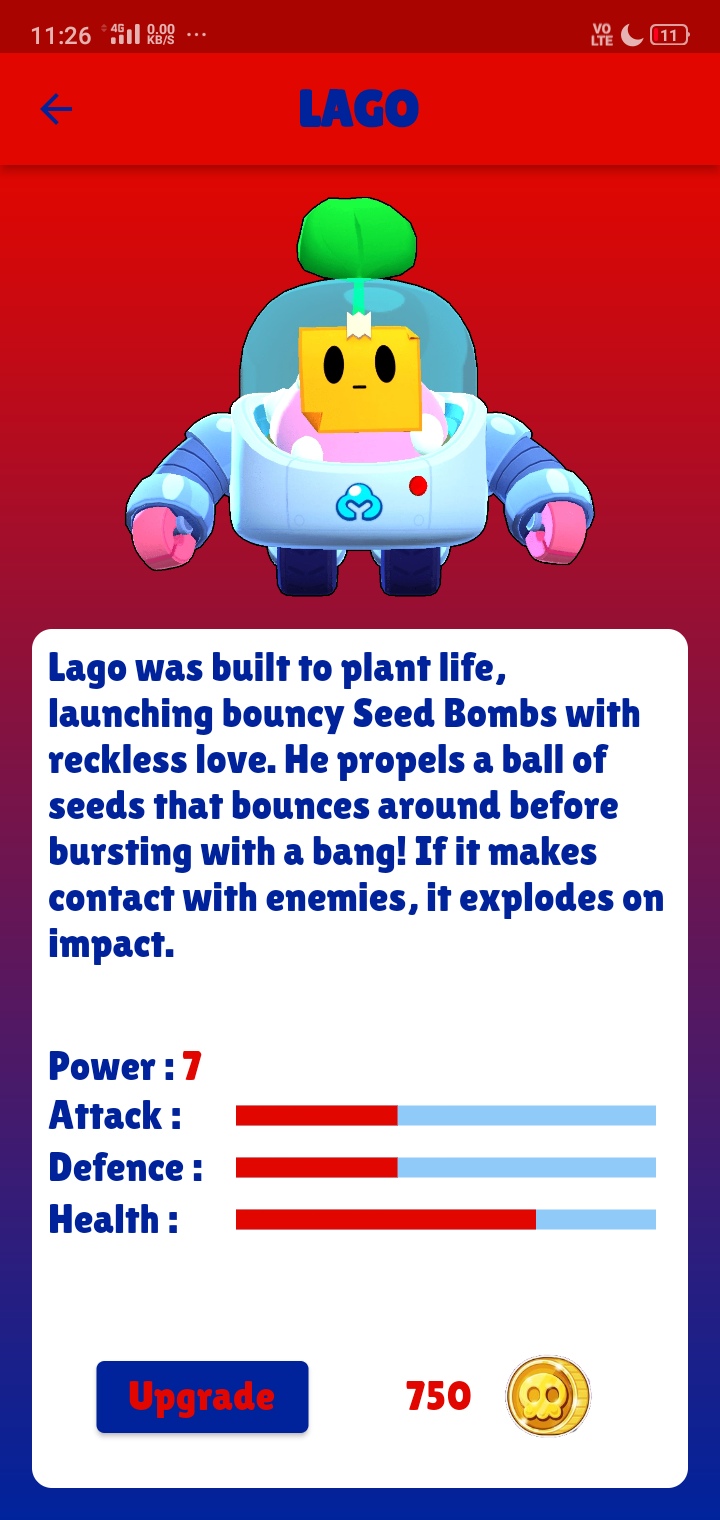 11:26 4G 0.00 KB/S ... VO LTE 11
LAGO
Lago was built to plant life,
launching bouncy Seed Bombs with
reckless love. He propels a ball of
seeds that bounces around before
bursting with a bang! If it makes
contact with enemies, it explodes on
impact.
Power : 7
Attack :
Defence :
Health :
Upgrade 750